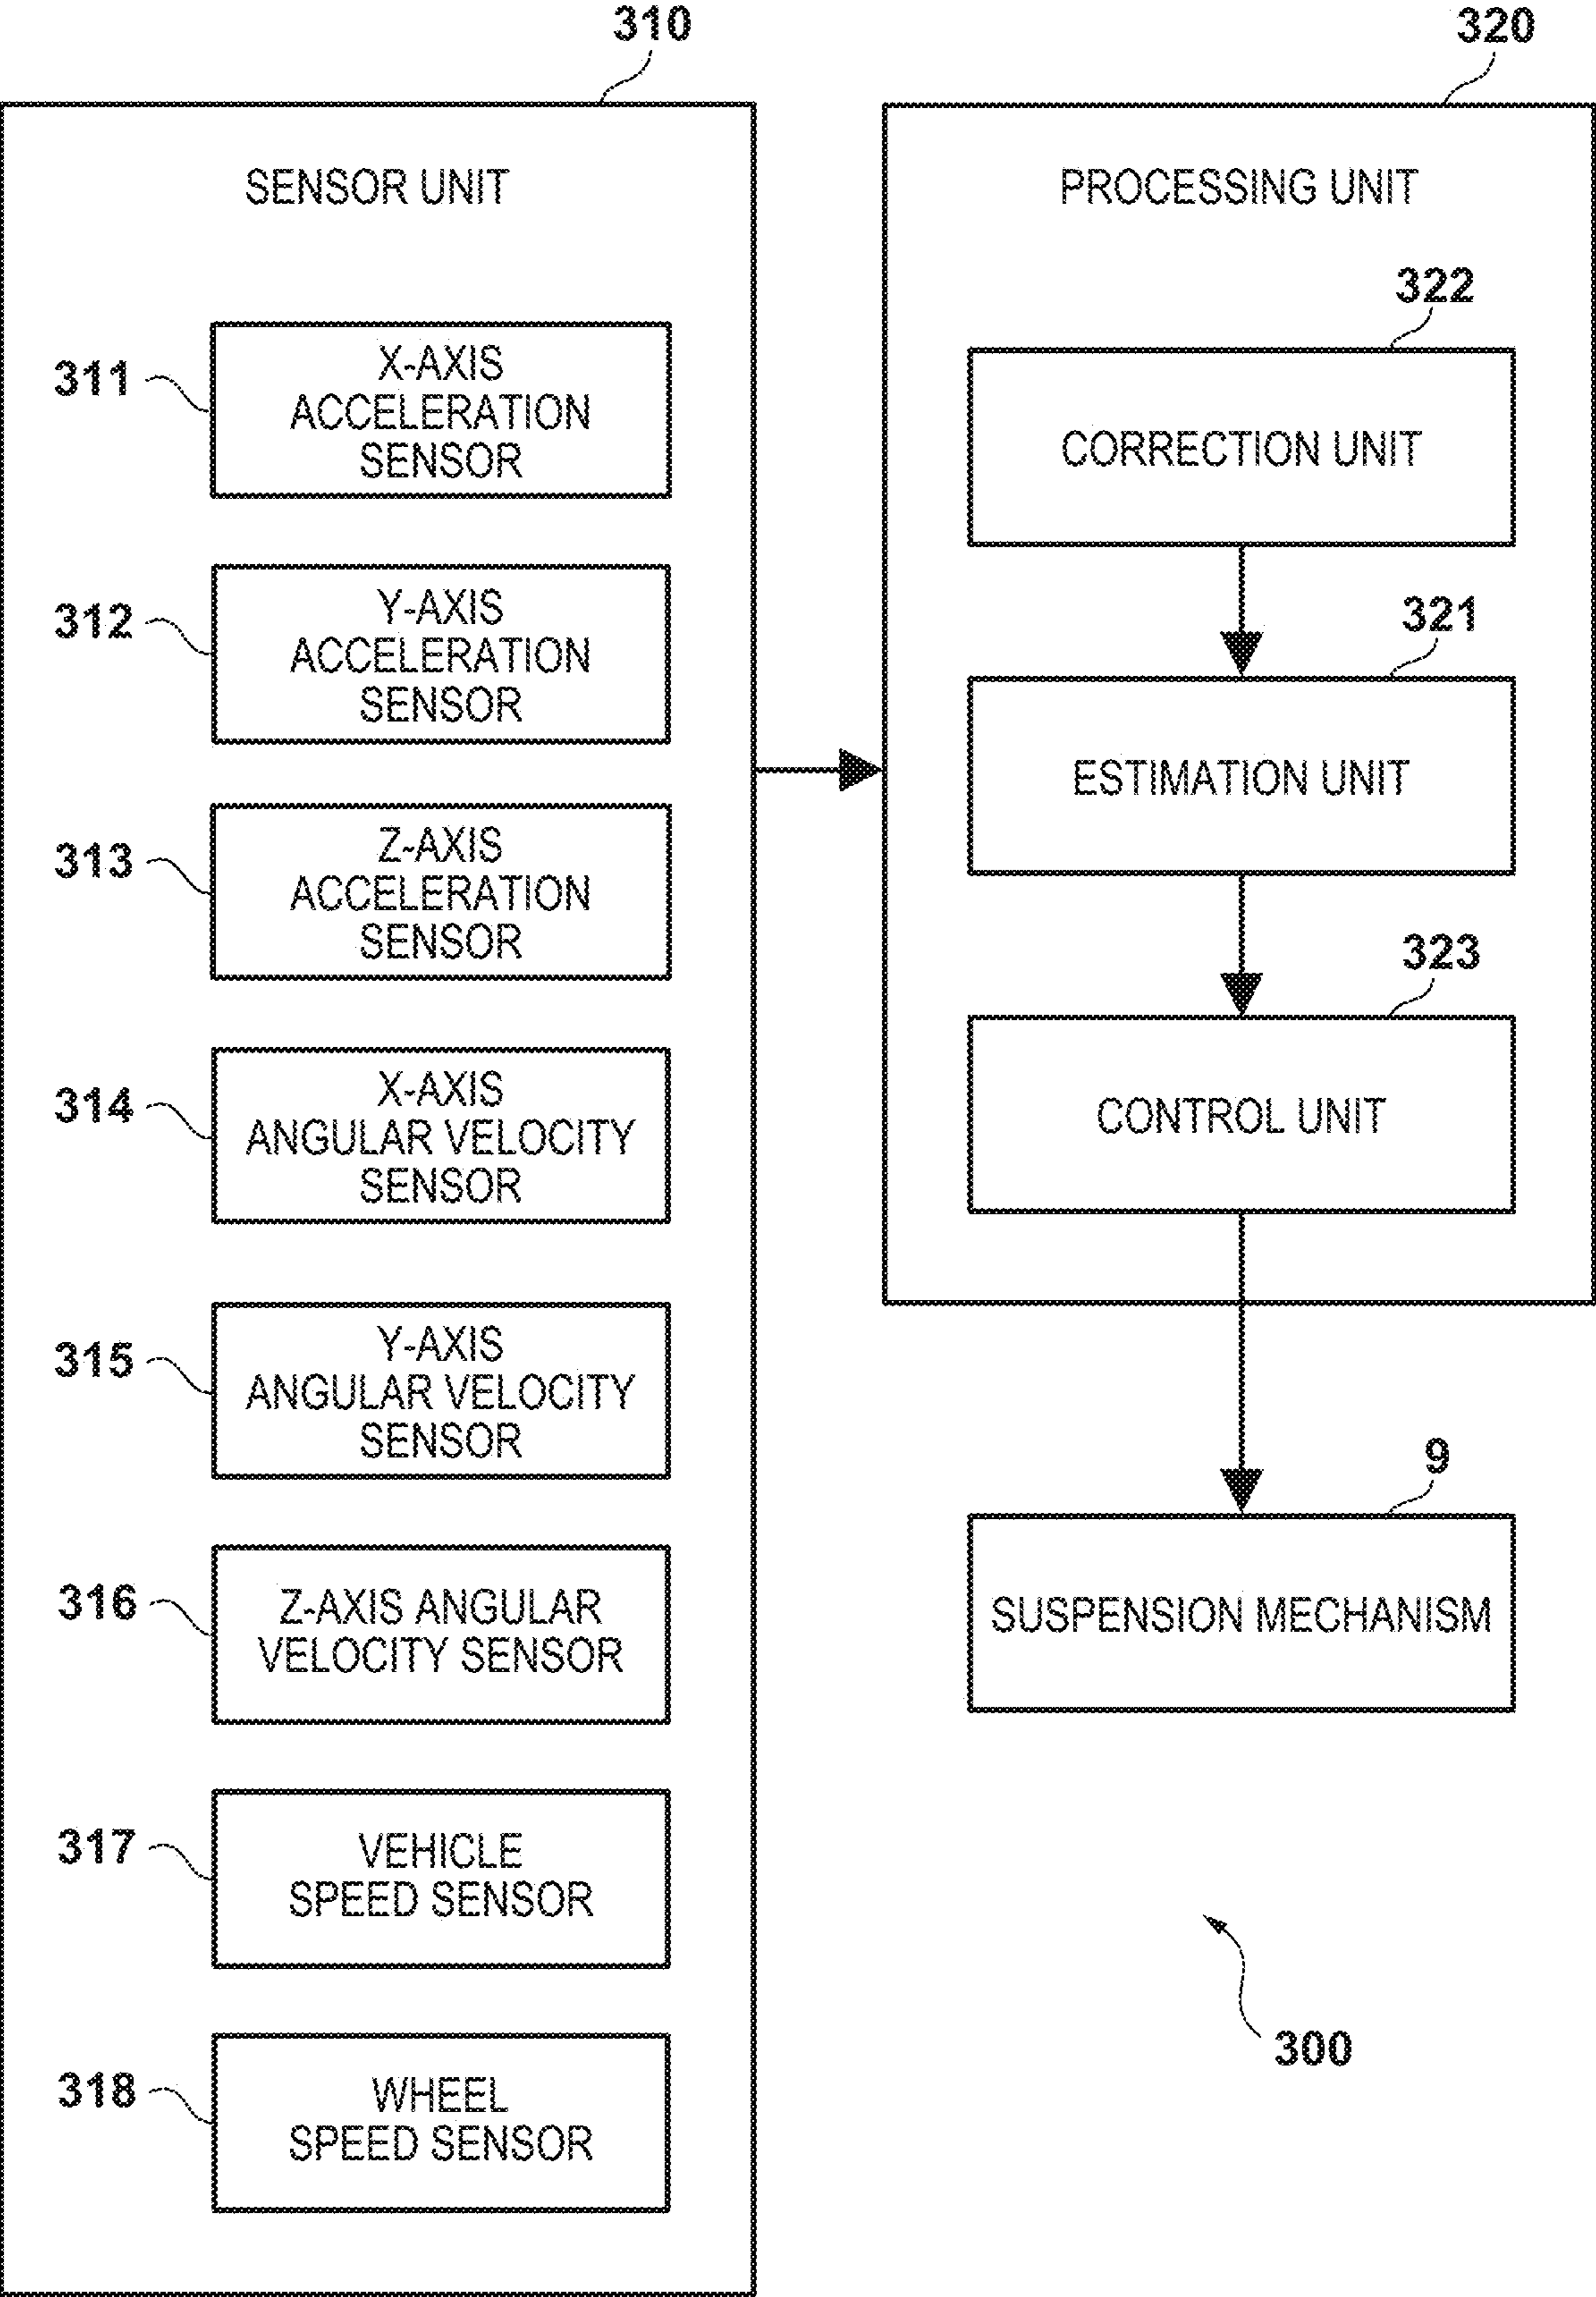 310
SENSOR UNIT
311
X-AXIS
ACCELERATION
SENSOR
312
Y-AXIS
ACCELERATION
SENSOR
313
Z-AXIS
ACCELERATION
SENSOR
314
X-AXIS
ANGULAR VELOCITY
SENSOR
315
Y-AXIS
ANGULAR VELOCITY
SENSOR
316
Z-AXIS ANGULAR
VELOCITY SENSOR
317
VEHICLE
SPEED SENSOR
318
WHEEL
SPEED SENSOR
320
PROCESSING UNIT
322
CORRECTION UNIT
321
ESTIMATION UNIT
323
CONTROL UNIT
9
SUSPENSION MECHANISM
300